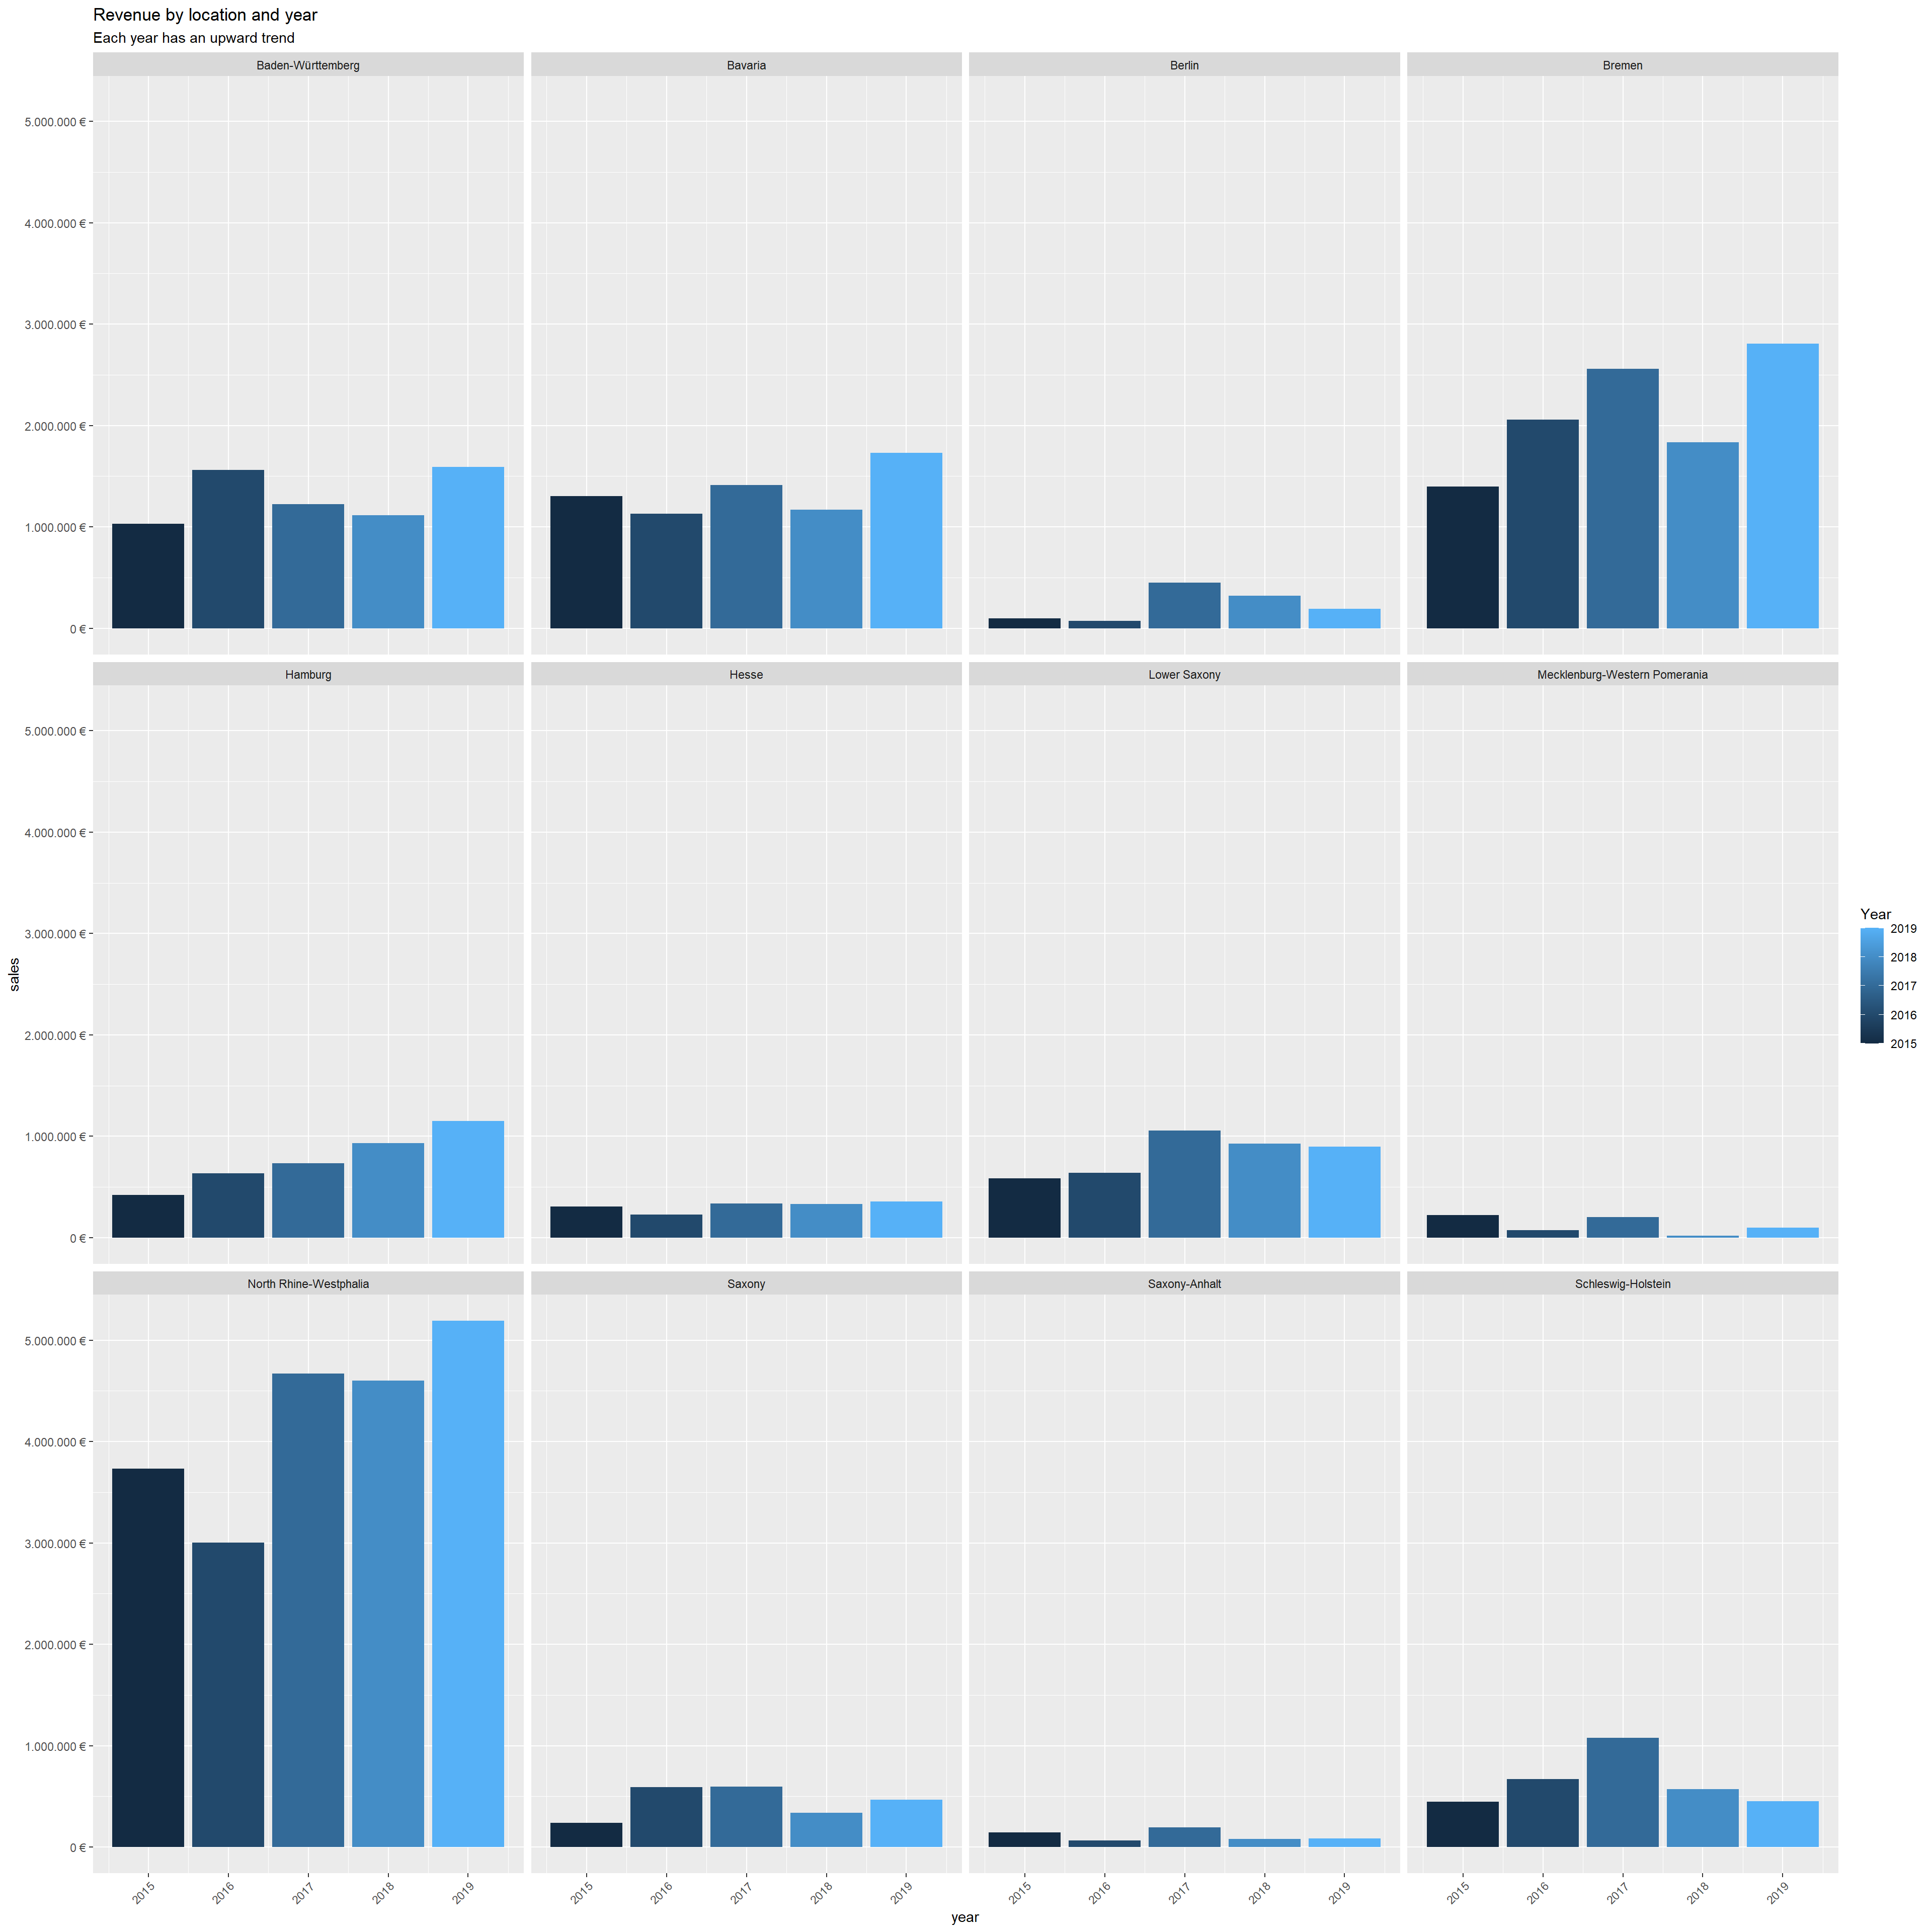 Revenue by location and year
Each year has an upward trend
Baden-Württemberg
Bavaria
Berlin
Bremen
5.000.000 €
4.000.000 €
3.000.000 €
2.000.000 €
1.000.000 €
0 €
Hamburg
Hesse
Lower Saxony
Mecklenburg-Western Pomerania
5.000.000 €
4.000.000 €
3.000.000 €
2.000.000 €
1.000.000 €
0 €
North Rhine-Westphalia
Saxony
Saxony-Anhalt
Schleswig-Holstein
5.000.000 €
4.000.000 €
3.000.000 €
2.000.000 €
1.000.000 €
0 €
2015 2016 2017 2018 2019
2015 2016 2017 2018 2019
2015 2016 2017 2018 2019
2015 2016 2017 2018 2019
year
sales
Year
2019
2018
2017
2016
2015